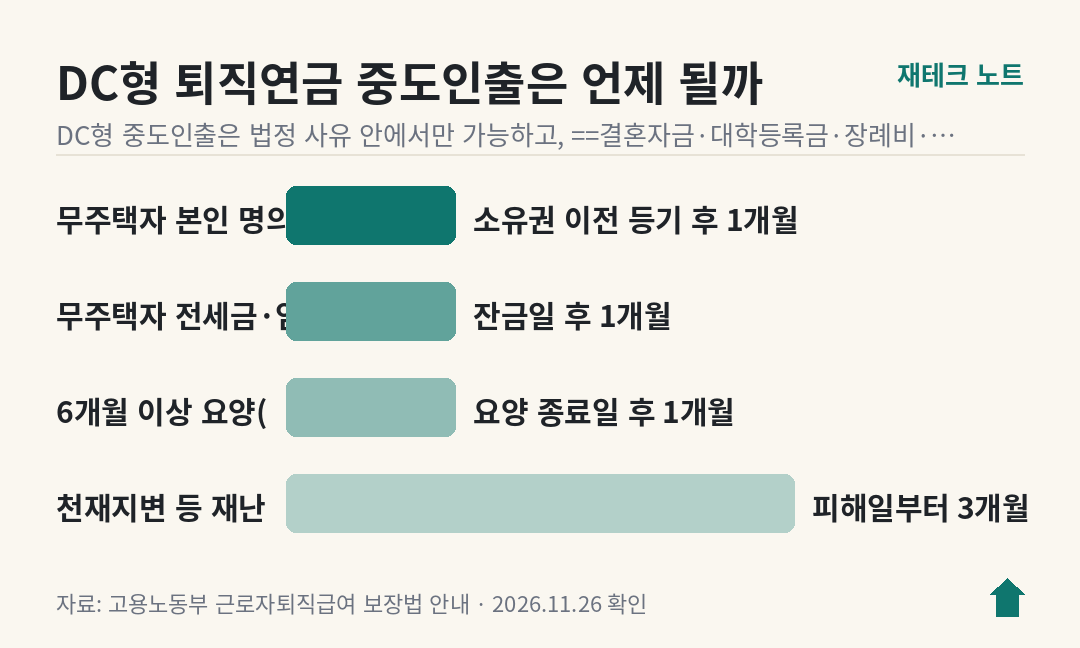 DC형 퇴직연금 중도인출은 언제 될까
재테크 노트
DC형 중도인출은 법정 사유 안에서만 가능하고, ==결혼자금·대학등록금·장례비·…
무주택자 본인 명의
소유권 이전 등기 후 1개월
무주택자 전세금·
잔금일 후 1개월
6개월 이상 요양(
요양 종료일 후 1개월
천재지변 등 재난
피해일부터 3개월
자료: 고용노동부 근로자퇴직급여 보장법 안내 · 2026.11.26 확인